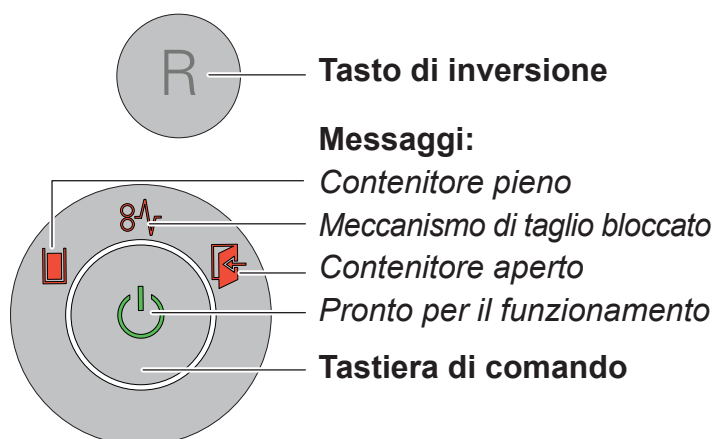 R
Tasto di inversione
Messaggi:
Contenitore pieno
Meccanismo di taglio bloccato
Contenitore aperto
Pronto per il funzionamento
Tastiera di comando